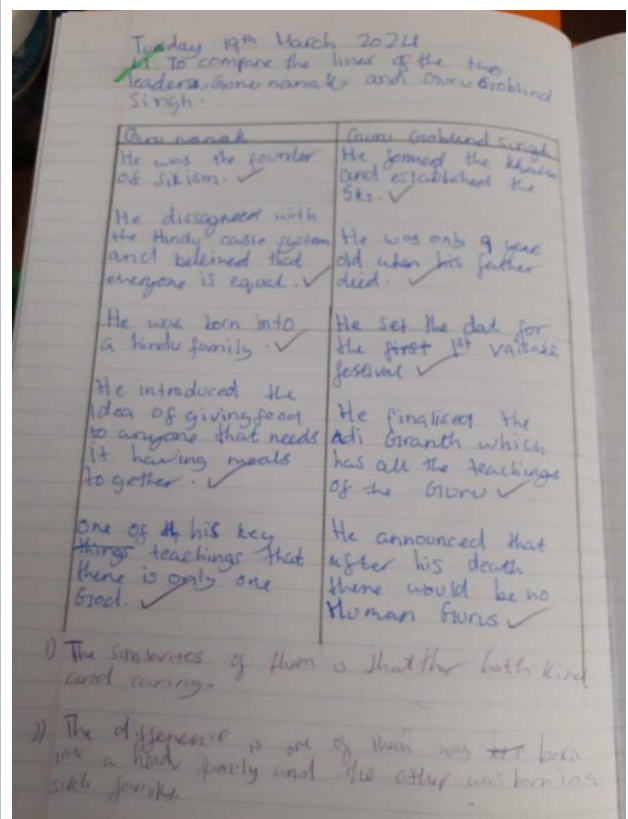 Tuesday 19th March 2024
LI. To compare the lives of the two
leaders, Guru nanak and Guru Gobind
Singh.
Guru nanak
He was the founder
of sikism.
He dissagreed with
the Hindu caste system
and beleived that
everyone is equal.
He was born into
a hindu family.
He introduced the
idea of giving food
to anyone that needs
it having meals
together.
One of his key
things teachings that
there is only one
God.
Guru Gobind singh
He formed the khalsa
and established the
5ks.
He was only 9 year
old when his father
died.
He set the dat for
the first 1st vaisakhi
festival
He finalised the
Adi Granth which
has all the teachings
of the Guru
He announced that
after his death
there would be no
Human Gurus
1) The similarites of them is that ther both kind
and caring.
2) The difference is one of them was born
into a hindu family and the other was born in a
sikh family.